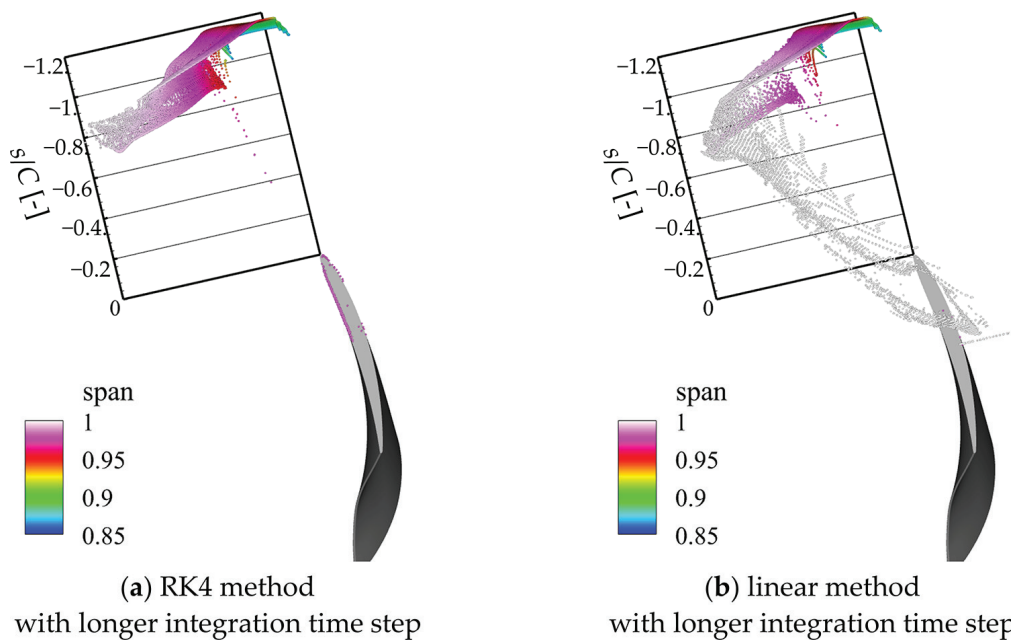 −1.2
−1.
−0.8
−0.6
−0.4
−0.2
0
s|C [-]
span
1
0.95
0.9
0.85
(a) RK4 method
with longer integration time step
−1.2
−1.
−0.8
−0.6
−0.4
−0.2
0
s|C [-]
span
1
0.95
0.9
0.85
(b) linear method
with longer integration time step